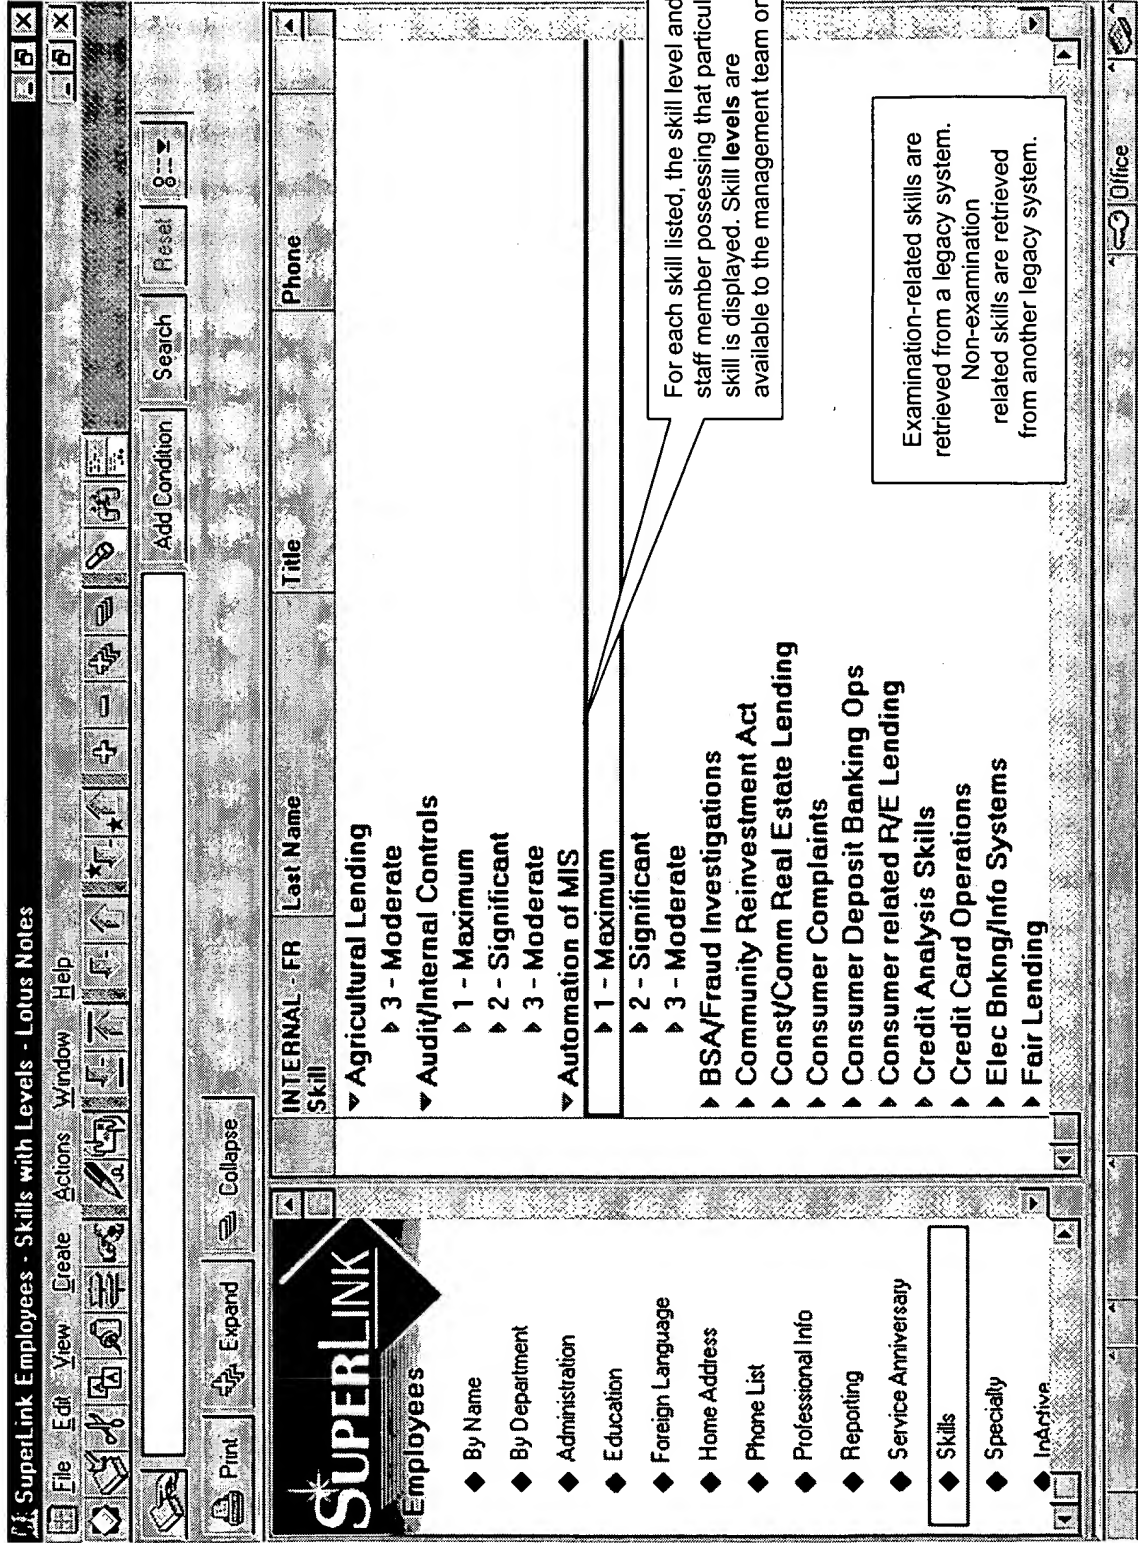 SuperLink Employees - Skills with Levels - Lotus Notes
File Edit View Create Actions Window Help
Add Condition Search Reset
Print Expand Collapse
SUPERLINK
Employees
By Name
By Department
Administration
Education
Foreign Language
Home Address
Phone List
Professional Info
Reporting
Service Anniversary
Skills
Specialty
InActive
INTERNAL - FR Last Name Title Phone
Skill
Agricultural Lending
3 - Moderate
Audit/Internal Controls
1 - Maximum
2 - Significant
3 - Moderate
Automation of MIS
1 - Maximum
2 - Significant
3 - Moderate
BSA/Fraud Investigations
Community Reinvestment Act
Const/Comm Real Estate Lending
Consumer Complaints
Consumer Deposit Banking Ops
Consumer related R/E Lending
Credit Analysis Skills
Credit Card Operations
Elec Bnkng/Info Systems
Fair Lending
For each skill listed, the skill level and
staff member possessing that particul
skill is displayed. Skill levels are
available to the management team or
Examination-related skills are
retrieved from a legacy system.
Non-examination
related skills are retrieved
from another legacy system.
Office